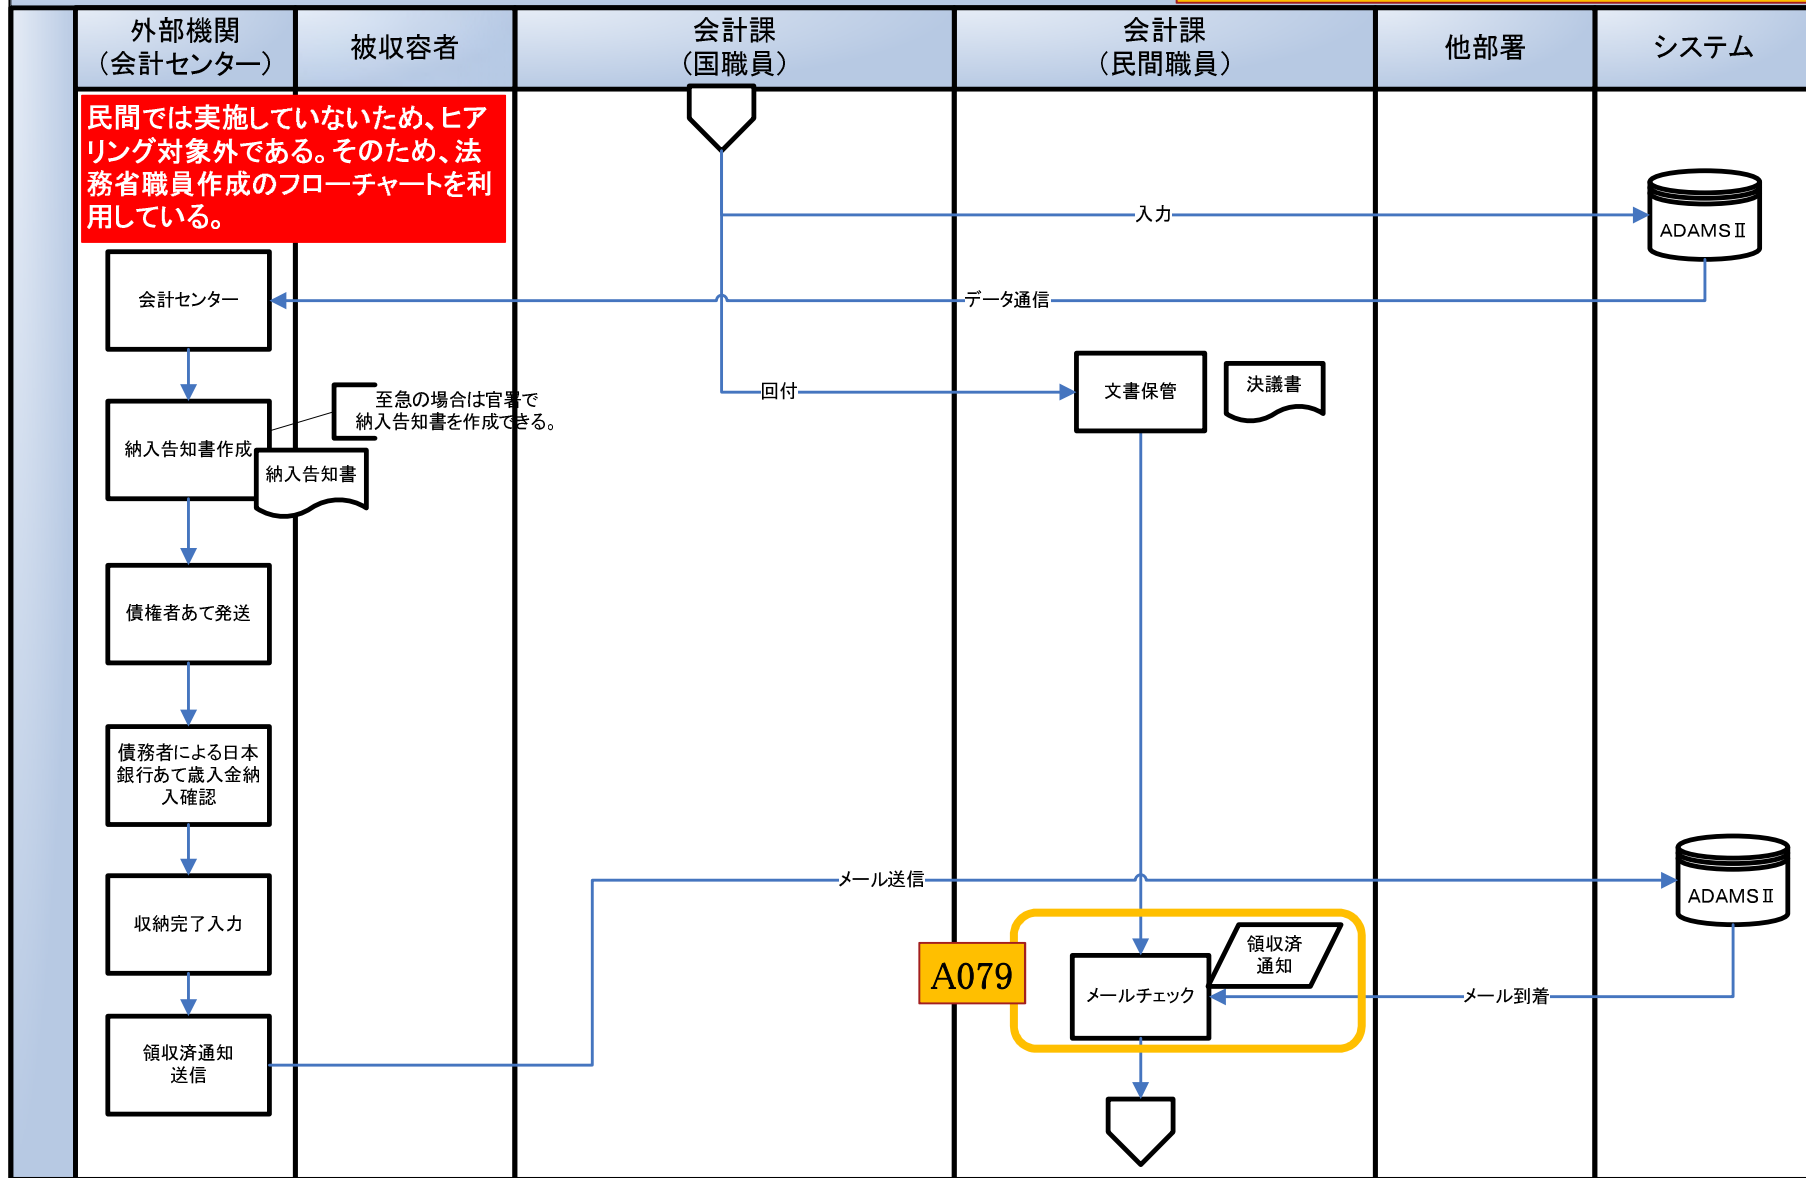 外部機関
（会計センター）
被収容者
会計課
（国職員）
会計課
（民間職員）
他部署
システム
民間では実施していないため、ヒア
リング対象外である。そのため、法
務省職員作成のフローチャートを利
用している。
入力
ADAMSⅡ
会計センター
データ通信
至急の場合は官署で
納入告知書を作成できる。
回付
文書保管
決議書
納入告知書作成
納入告知書
債権者あて発送
債務者による日本
銀行あて歳入金納
入確認
メール送信
ADAMSⅡ
収納完了入力
領収済
通知
A079
メールチェック
メール到着
領収済通知
送信